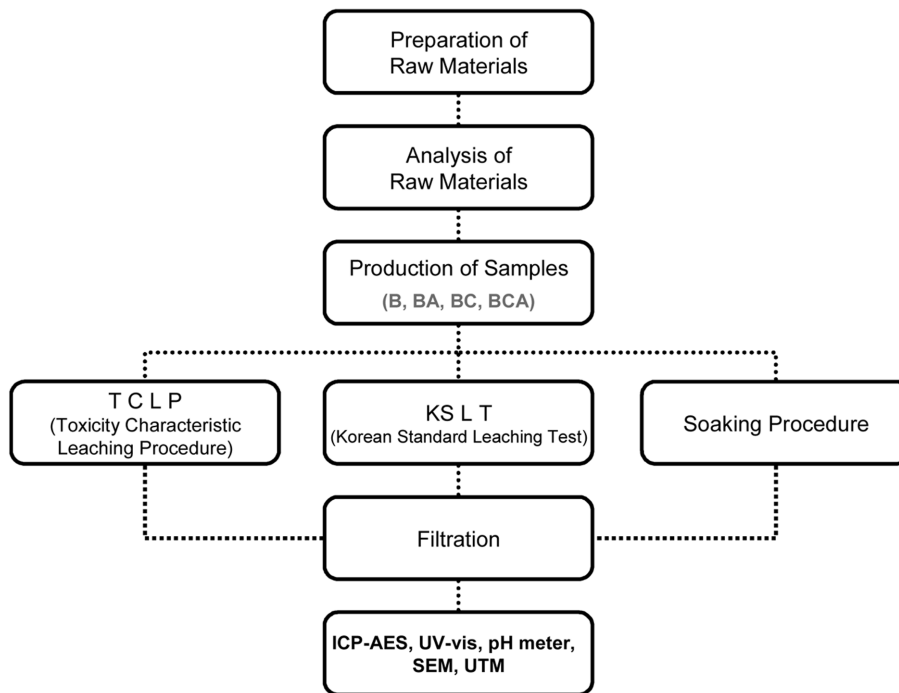 Preparation of
Raw Materials
Analysis of
Raw Materials
Production of Samples
(B, BA, BC, BCA)
T C L P
(Toxicity Characteristic
Leaching Procedure)
KS L T
(Korean Standard Leaching Test)
Soaking Procedure
Filtration
ICP-AES, UV-vis, pH meter,
SEM, UTM